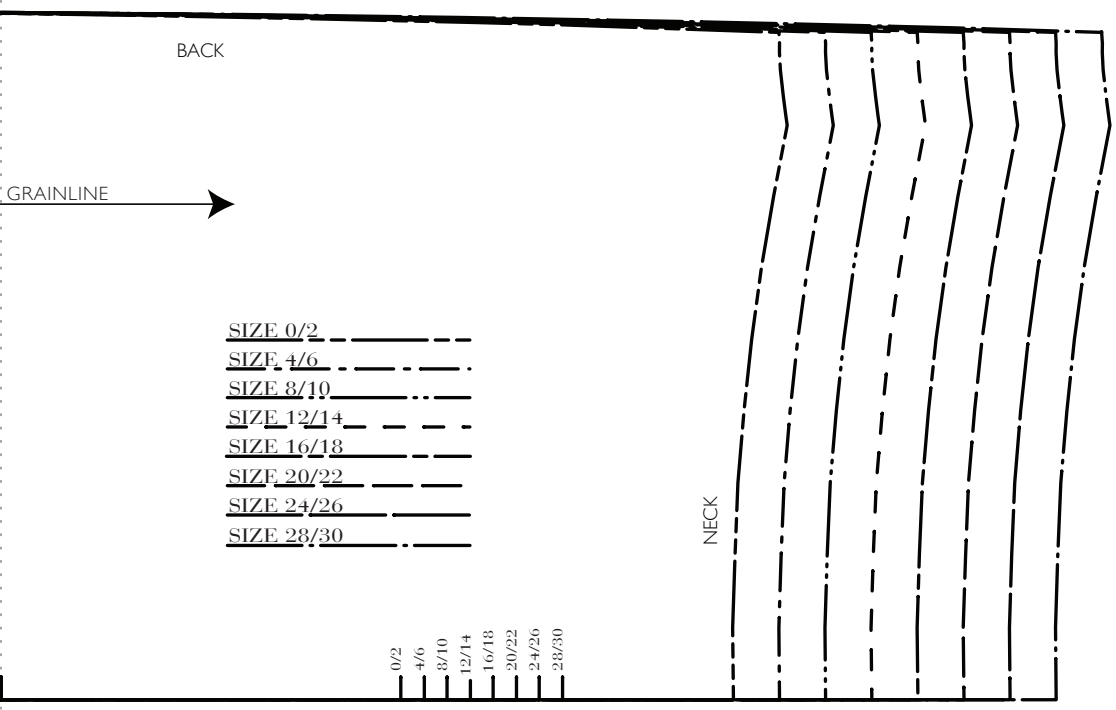 BACK
GRAINLINE
SIZE 0/2
SIZE 4/6
SIZE 8/10
SIZE 12/14
SIZE 16/18
SIZE 20/22
SIZE 24/26
SIZE 28/30
NECK
0/2
4/6
8/10
12/14
16/18
20/22
24/26
28/30